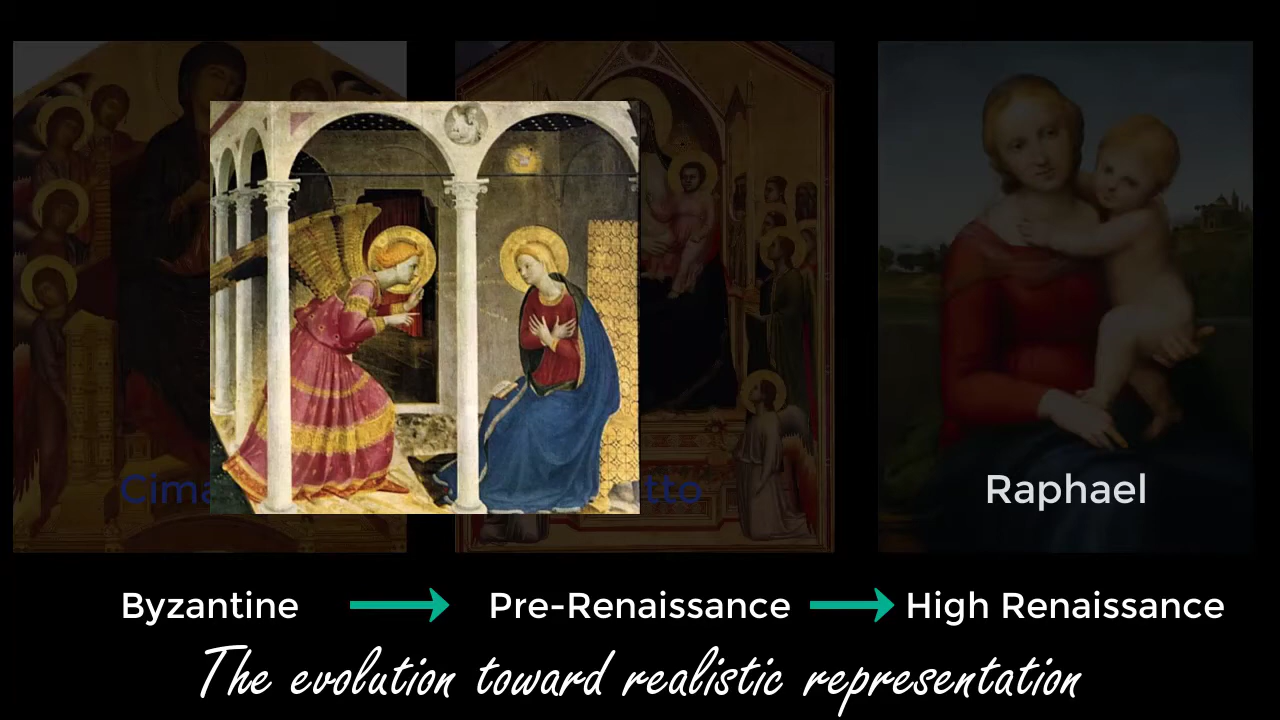 Raphael
Byzantine
Pre-Renaissance
High Renaissance
The evolution toward realistic representation